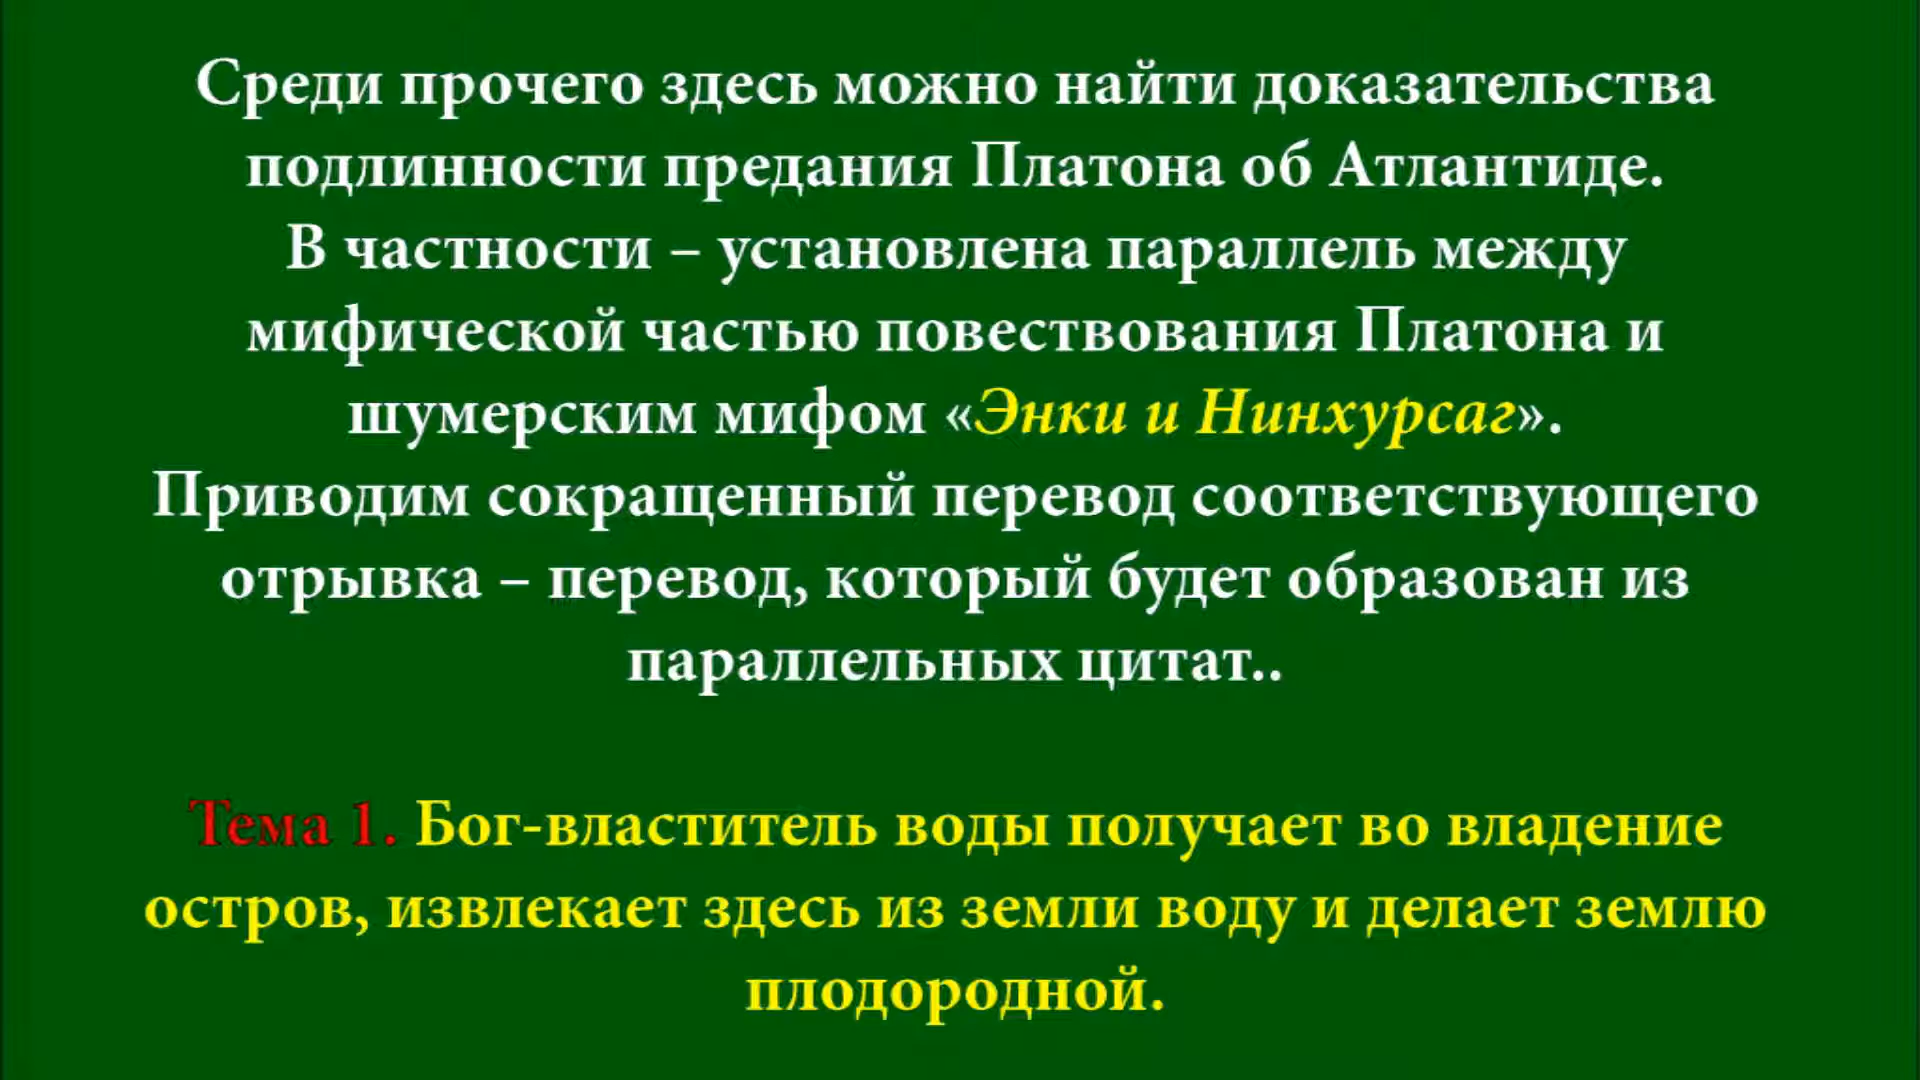 Среди прочего здесь можно найти доказательства
подлинности предания Платона об Атлантиде.
В частности – установлена параллель между
мифической частью повествования Платона и
шумерским мифом «Энки и Нинхурсаг».
Приводим сокращенный перевод соответствующего
отрывка – перевод, который будет образован из
параллельных цитат..
Тема 1. Бог-властитель воды получает во владение
остров, извлекает здесь из земли воду и делает землю
плодородной.